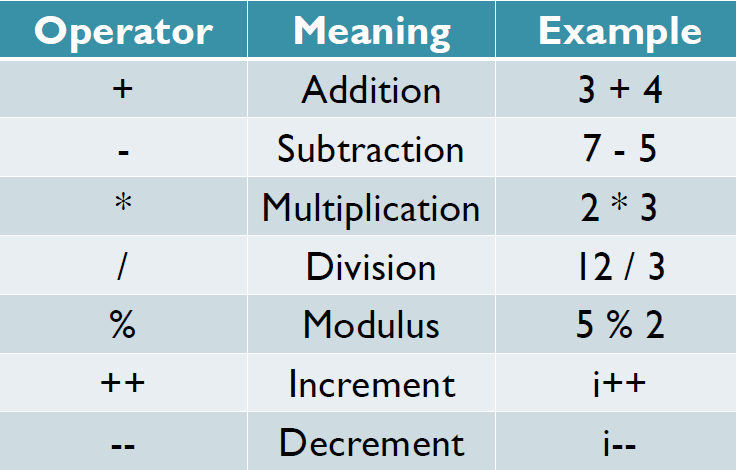 Operator Meaning Example
+ Addition 3 + 4
- Subtraction 7 - 5
* Multiplication 2 * 3
/ Division 12 / 3
% Modulus 5 % 2
++ Increment i++
-- Decrement i--